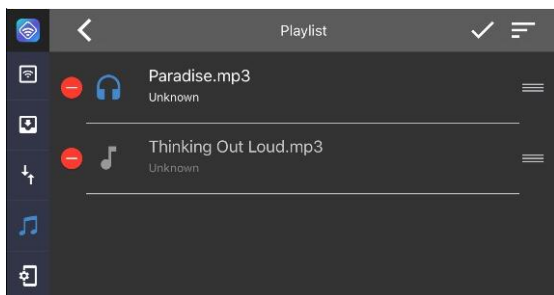 Playlist
Paradise.mp3
Unknown
Thinking Out Loud.mp3
Unknown